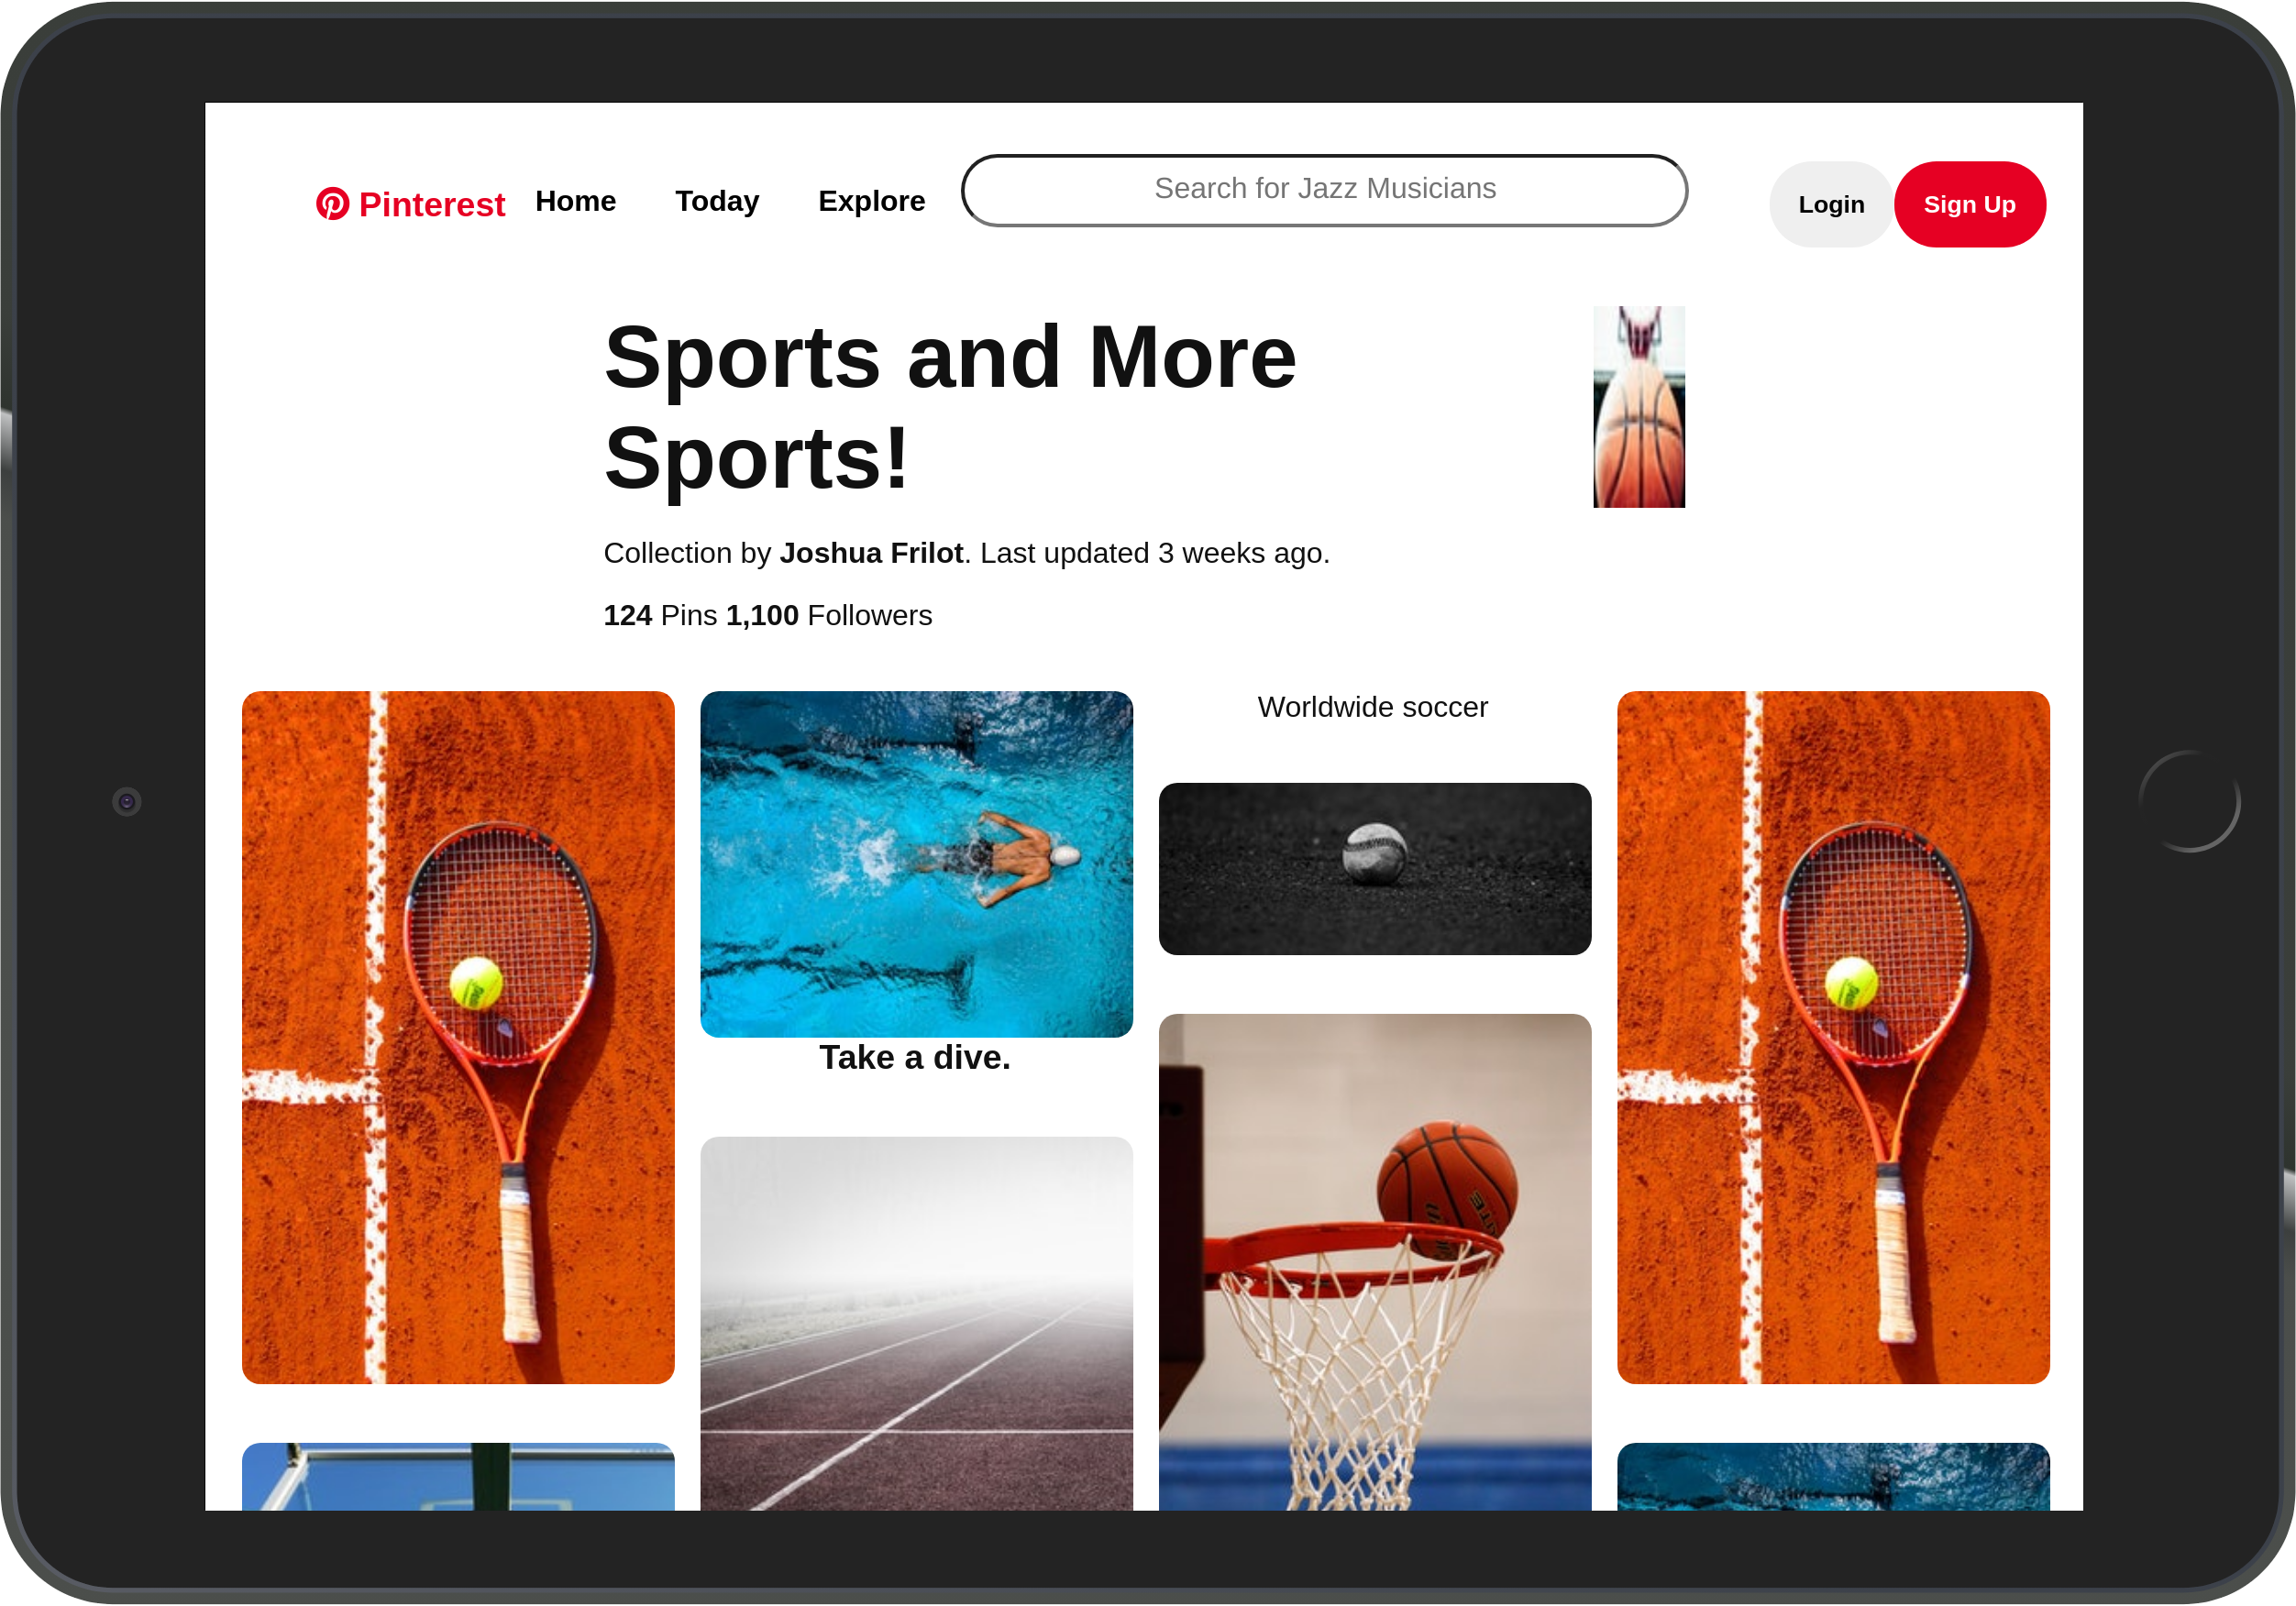 Pinterest Home Today Explore Search for Jazz Musicians Login Sign Up
Sports and More
Sports!
Collection by Joshua Frilot. Last updated 3 weeks ago.
124 Pins 1,100 Followers
Worldwide soccer
Take a dive.